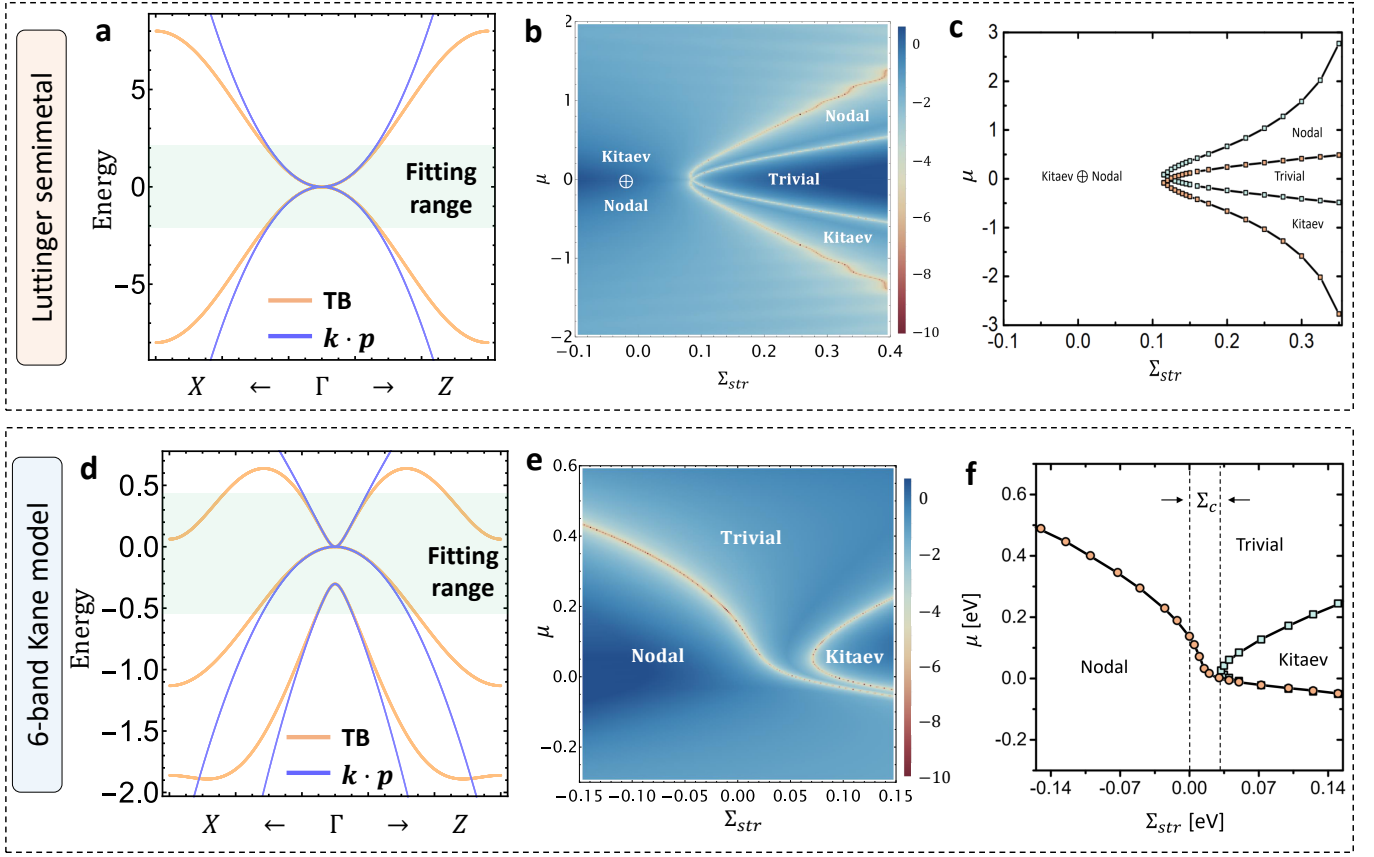 Luttinger semimetal
a
Energy
5
0
−5
Fitting
range
TB
k · p
X ← Γ → Z
b
μ
2
1
0
−1
−2
Kitaev
⊕
Nodal
Nodal
Trivial
Kitaev
−0.1 0.0 0.1 0.2 0.3 0.4
Σstr
0
−2
−4
−6
−8
−10
c
μ
3
2
1
0
-1
-2
-3
Kitaev ⊕ Nodal
Nodal
Trivial
Kitaev
-0.1 0.0 0.1 0.2 0.3
Σstr
6-band Kane model
d
Energy
0.5
0.0
−0.5
−1.0
−1.5
−2.0
Fitting
range
TB
k · p
X ← Γ → Z
e
μ
0.6
0.4
0.2
0.0
−0.2
Trivial
Nodal
Kitaev
−0.15 −0.10 −0.05 0.00 0.05 0.10 0.15
Σstr
0
−2
−4
−6
−8
−10
f
μ [eV]
0.6
0.4
0.2
0.0
-0.2
Σc
Trivial
Nodal
Kitaev
-0.14 -0.07 0.00 0.07 0.14
Σstr [eV]